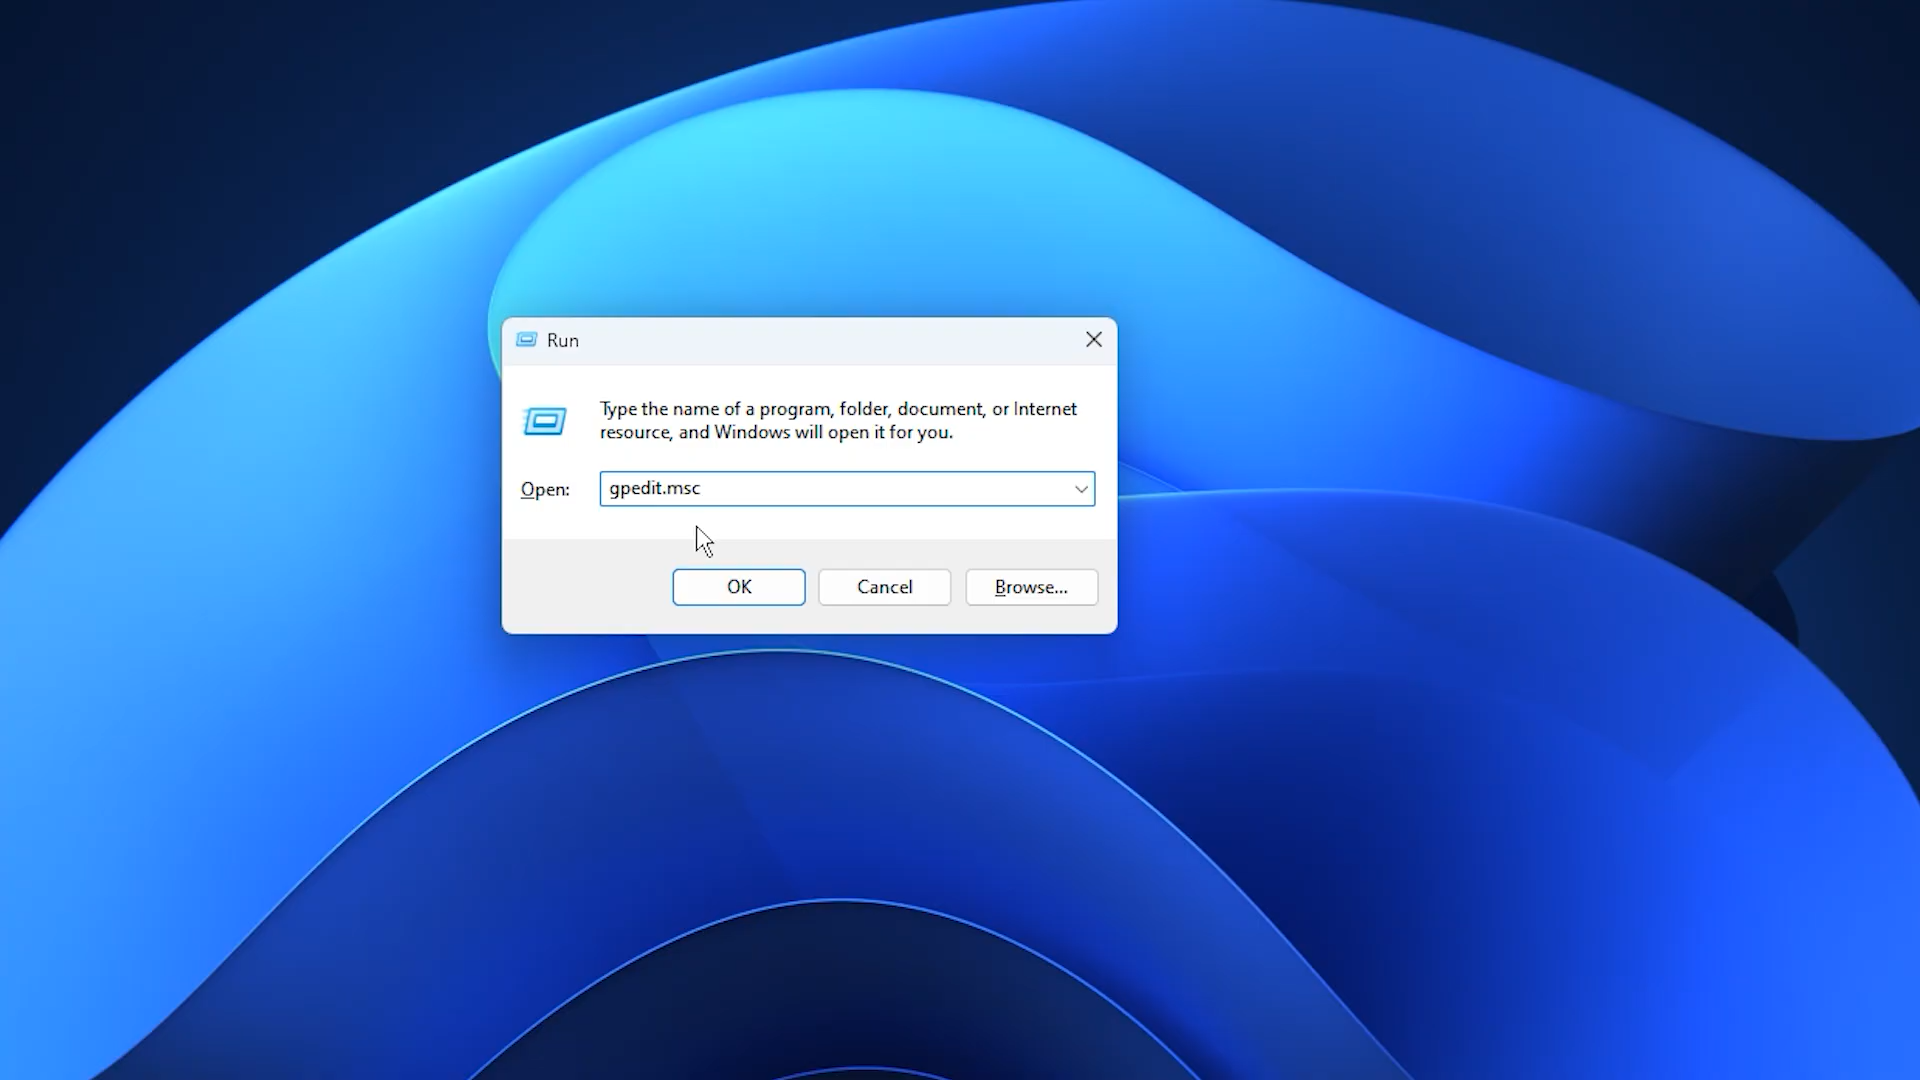 Run
Type the name of a program, folder, document, or Internet
resource, and Windows will open it for you.
Open: gpedit.msc
OK Cancel Browse...